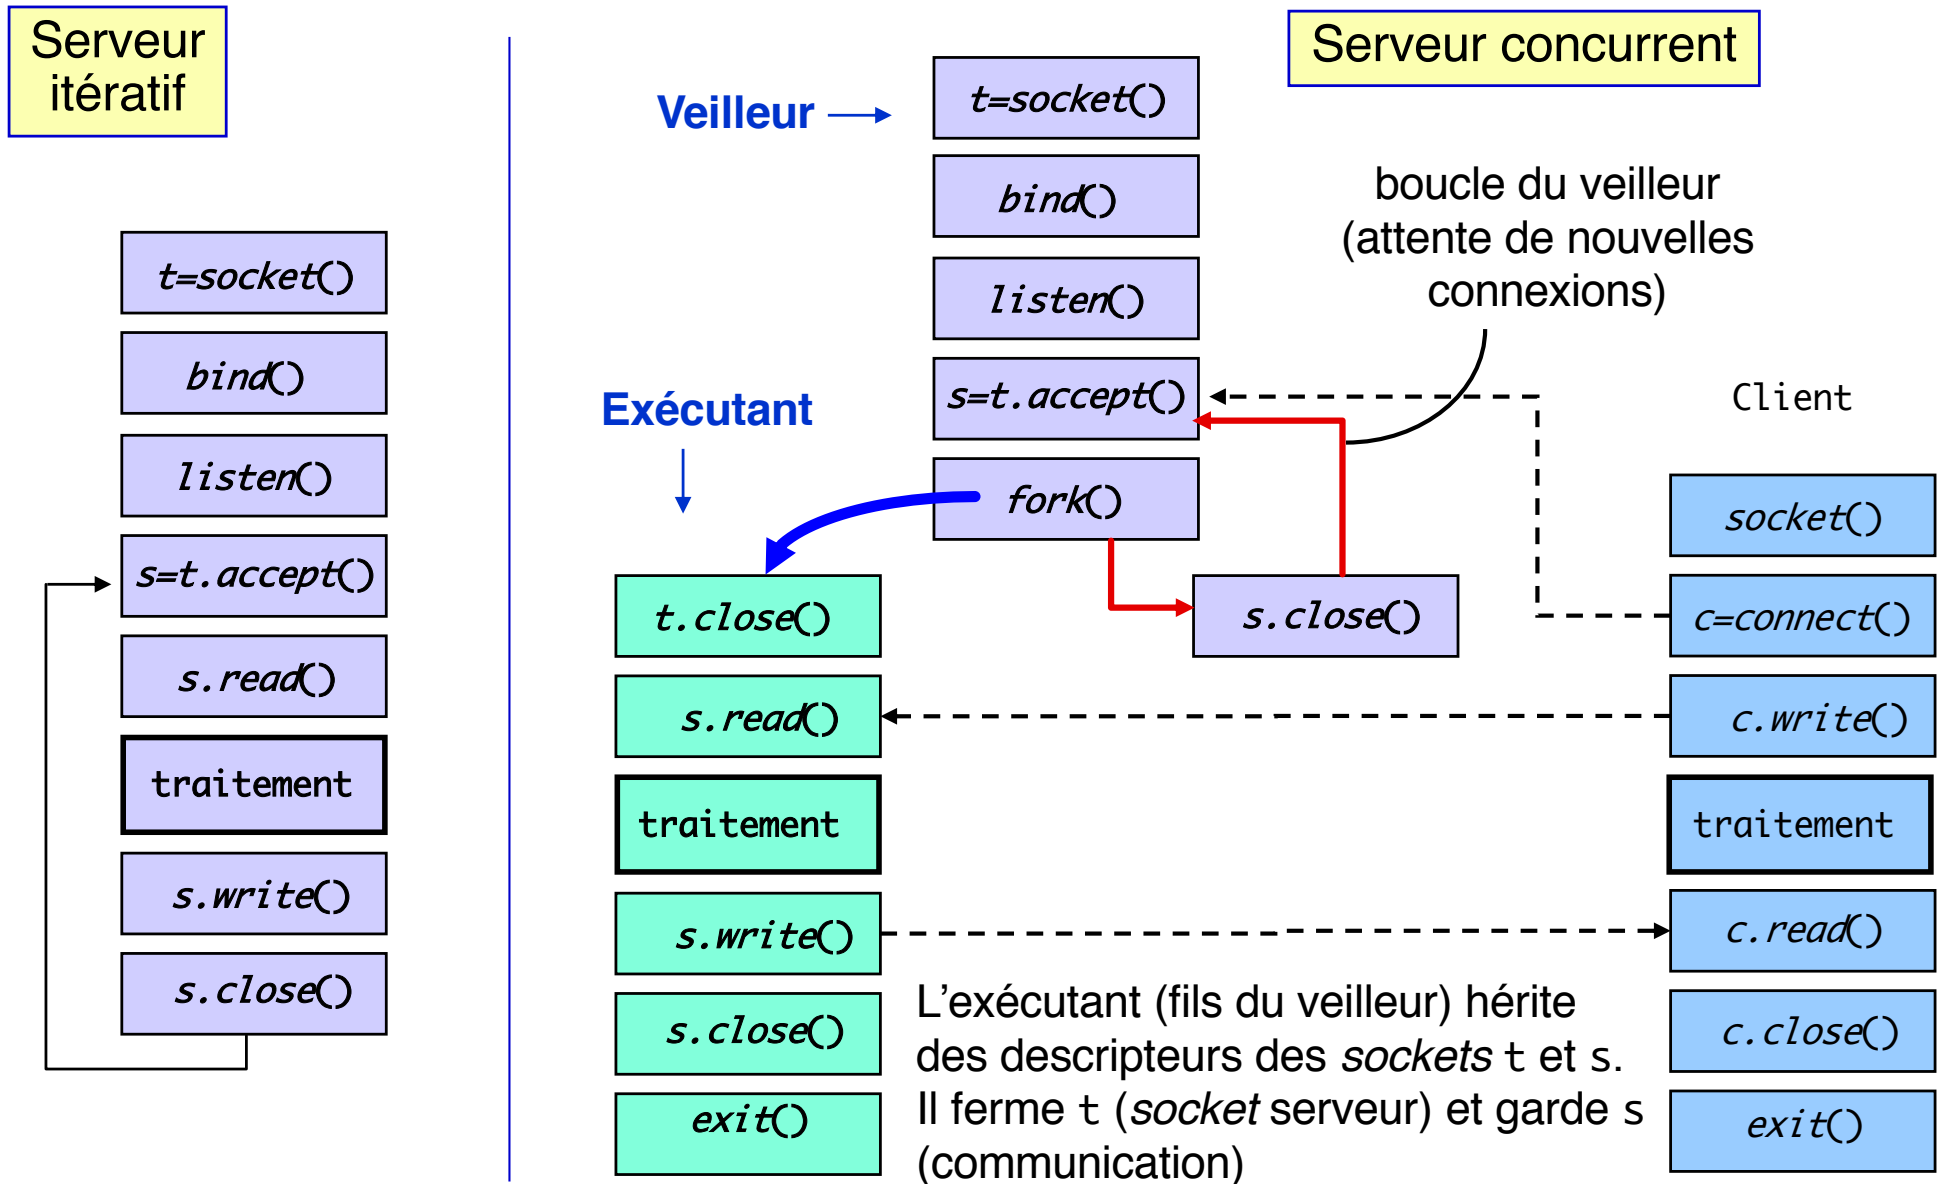 Serveur
itératif
t=socket()
bind()
listen()
s=t.accept()
s.read()
traitement
s.write()
s.close()
Serveur concurrent
Veilleur
t=socket()
bind()
listen()
s=t.accept()
fork()
s.close()
boucle du veilleur
(attente de nouvelles
connexions)
Exécutant
t.close()
s.read()
traitement
s.write()
s.close()
exit()
Client
socket()
c=connect()
c.write()
traitement
c.read()
c.close()
exit()
L’exécutant (fils du veilleur) hérite
des descripteurs des sockets t et s.
Il ferme t (socket serveur) et garde s
(communication)